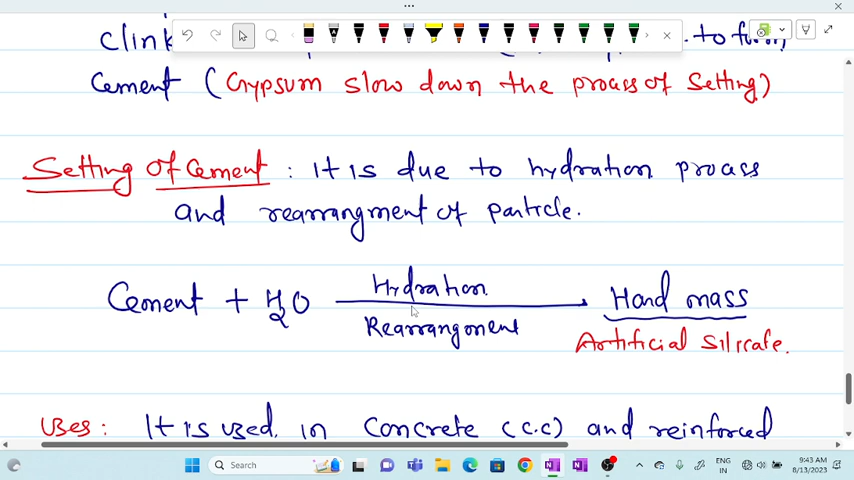 to form
Cement (Gypsum slow down the process of Setting)
Setting of Cement : it is due to hydration process
and rearrangment of particle.
Cement + H2O Hydration Hard mass
Rearrangement Artificial Silicate.
Uses: It is used in Concrete (C.C) and reinforced
Search
ENG
IN
9:43 AM
8/13/2023